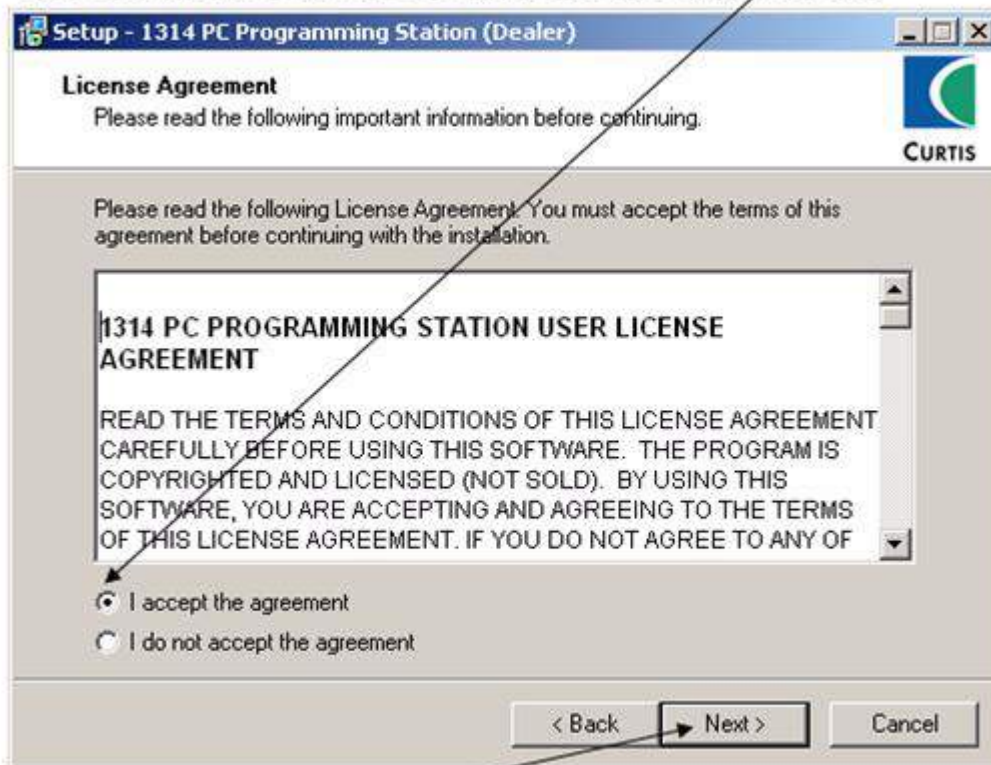 Setup - 1314 PC Programming Station (Dealer)
License Agreement
Please read the following important information before continuing.
CURTIS
Please read the following License Agreement. You must accept the terms of this
agreement before continuing with the installation.
1314 PC PROGRAMMING STATION USER LICENSE
AGREEMENT
READ THE TERMS AND CONDITIONS OF THIS LICENSE AGREEMENT
CAREFULLY BEFORE USING THIS SOFTWARE. THE PROGRAM IS
COPYRIGHTED AND LICENSED (NOT SOLD). BY USING THIS
SOFTWARE, YOU ARE ACCEPTING AND AGREEING TO THE TERMS
OF THIS LICENSE AGREEMENT. IF YOU DO NOT AGREE TO ANY OF
I accept the agreement
I do not accept the agreement
< Back Next > Cancel